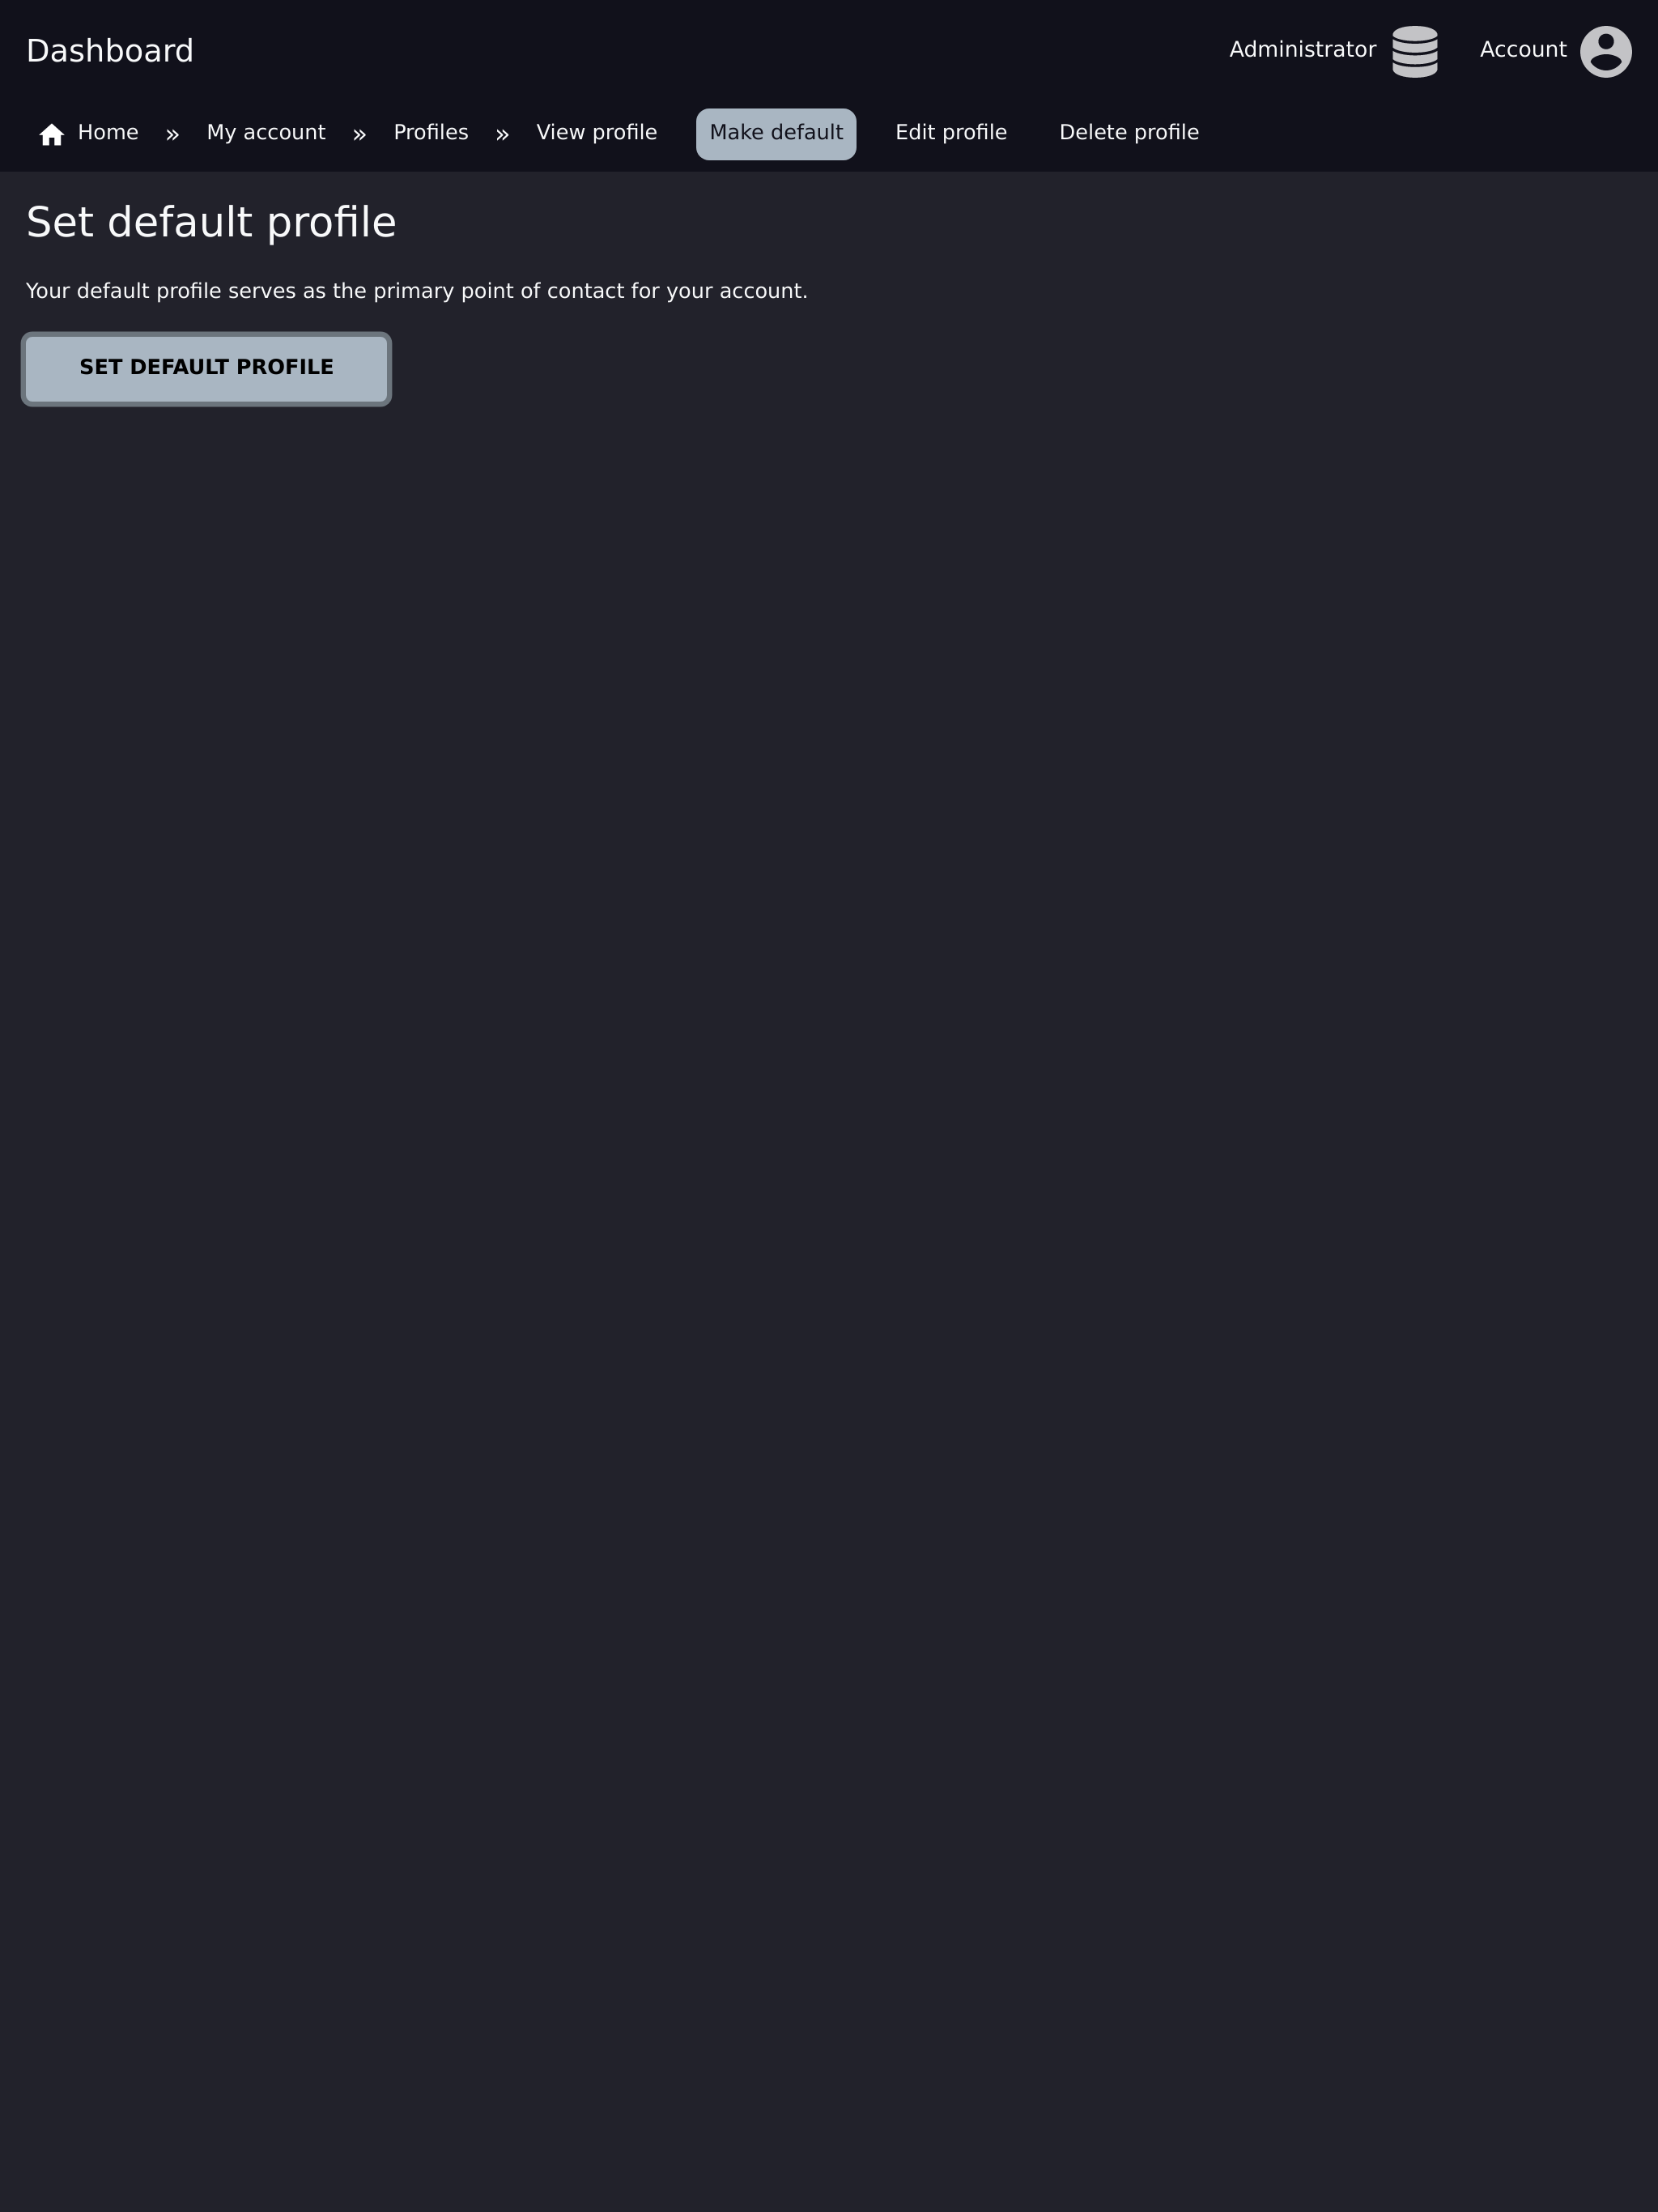 Dashboard
Administrator
Account
Home » My account » Profiles » View profile Make default Edit profile Delete profile
Set default profile
Your default profile serves as the primary point of contact for your account.
SET DEFAULT PROFILE